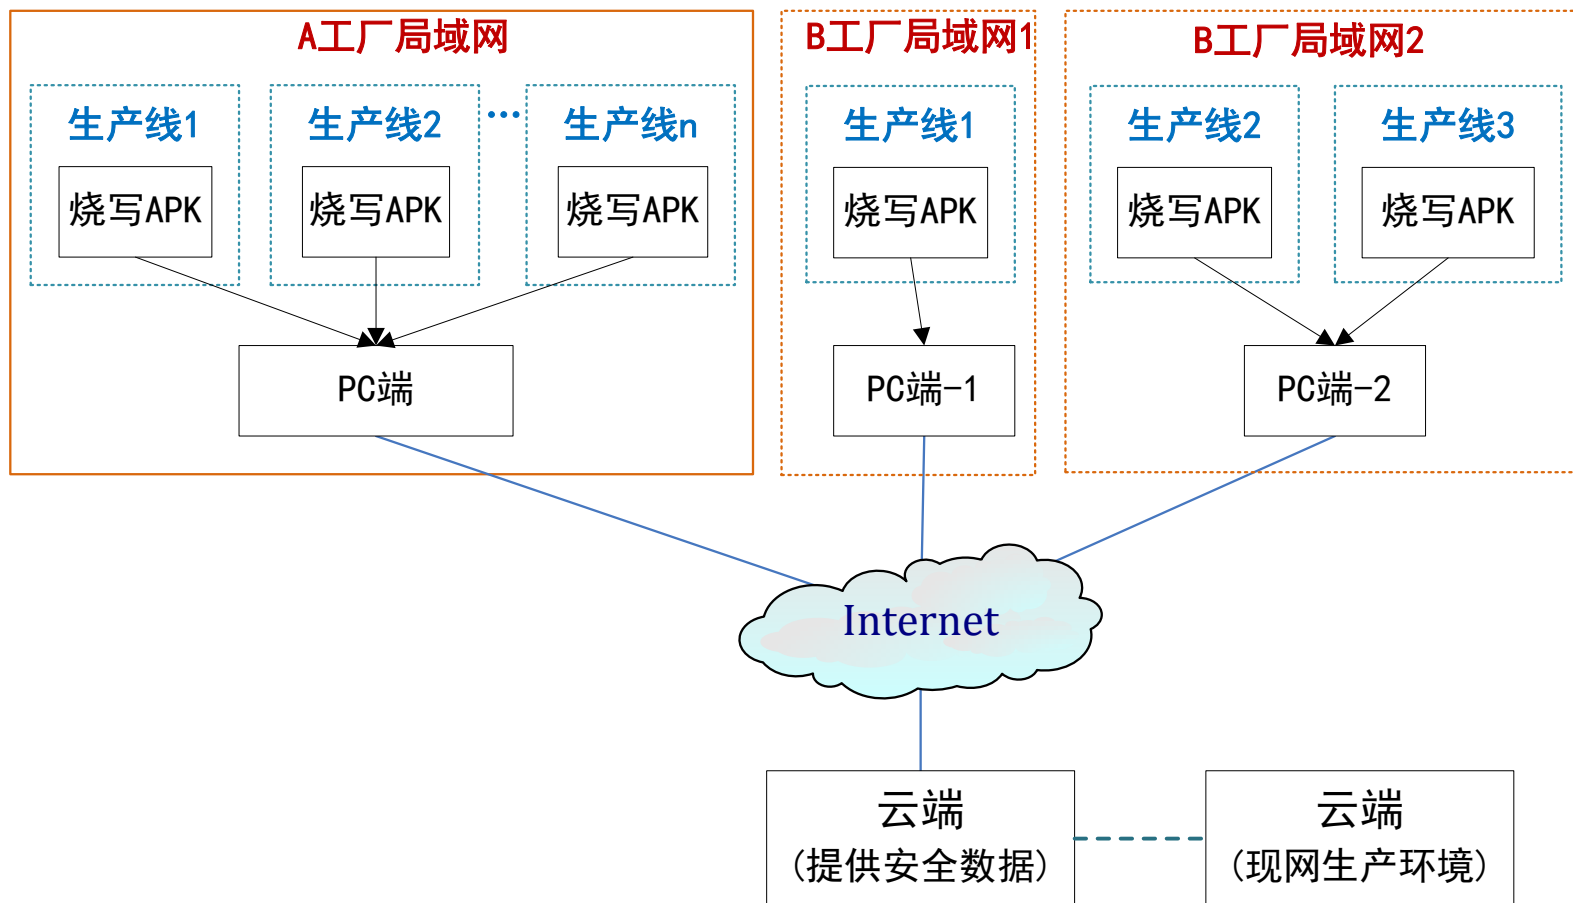 A工厂局域网
B工厂局域网1
B工厂局域网2
生产线1
生产线2
...
生产线n
生产线1
生产线2
生产线3
烧写APK
烧写APK
烧写APK
烧写APK
烧写APK
烧写APK
PC端
PC端-1
PC端-2
Internet
云端
(提供安全数据)
云端
(现网生产环境)